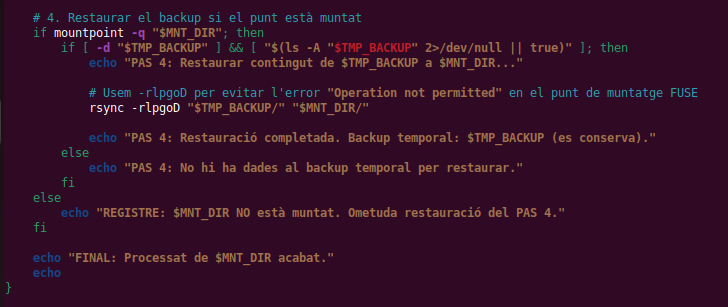 # 4. Restaurar el backup si el punt està muntat
if mountpoint -q "$MNT_DIR"; then
if [ -d "$TMP_BACKUP" ] && [ "$(ls -A "$TMP_BACKUP" 2>/dev/null || true)" ]; then
echo "PAS 4: Restaurar contingut de $TMP_BACKUP a $MNT_DIR..."
# Usem -rlpgoD per evitar l'error "Operation not permitted" en el punt de muntatge FUSE
rsync -rlpgoD "$TMP_BACKUP/" "$MNT_DIR/"
echo "PAS 4: Restauració completada. Backup temporal: $TMP_BACKUP (es conserva)."
else
echo "PAS 4: No hi ha dades al backup temporal per restaurar."
fi
else
echo "REGISTRE: $MNT_DIR NO està muntat. Ometuda restauració del PAS 4."
fi
echo "FINAL: Processat de $MNT_DIR acabat."
echo
}